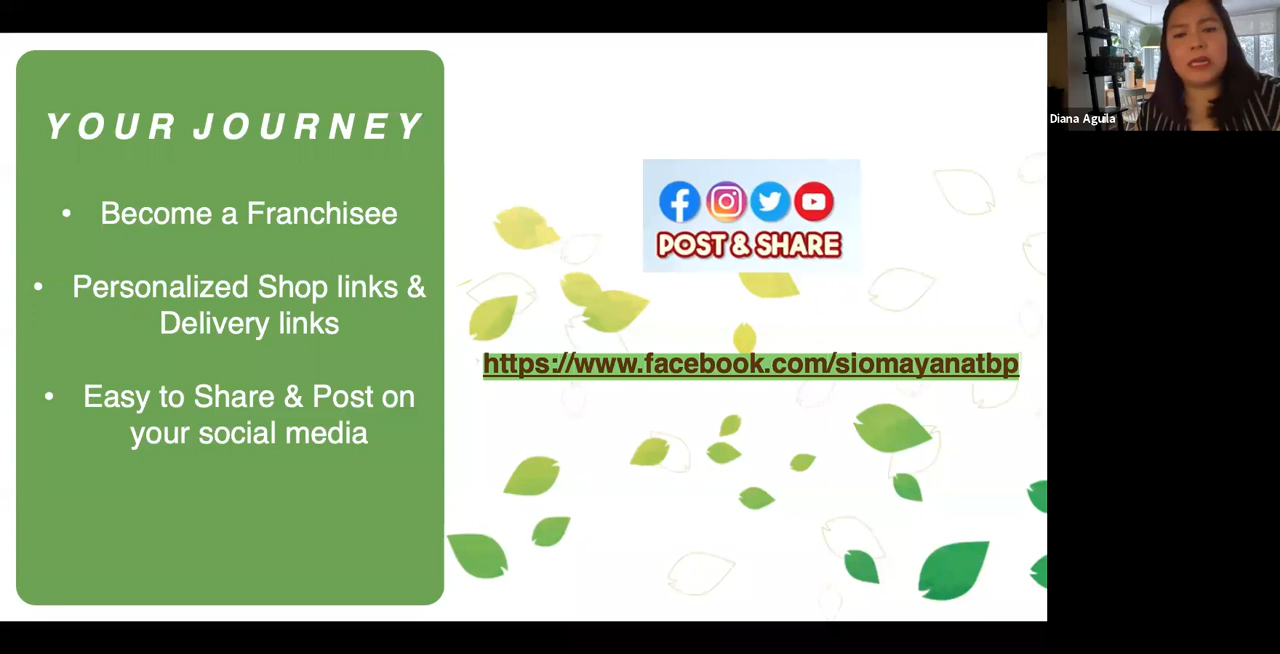 YOUR JOURNEY
• Become a Franchisee
• Personalized Shop links &
Delivery links
• Easy to Share & Post on
your social media
POST & SHARE
https://www.facebook.com/siomayanatbp
Diana Aguila